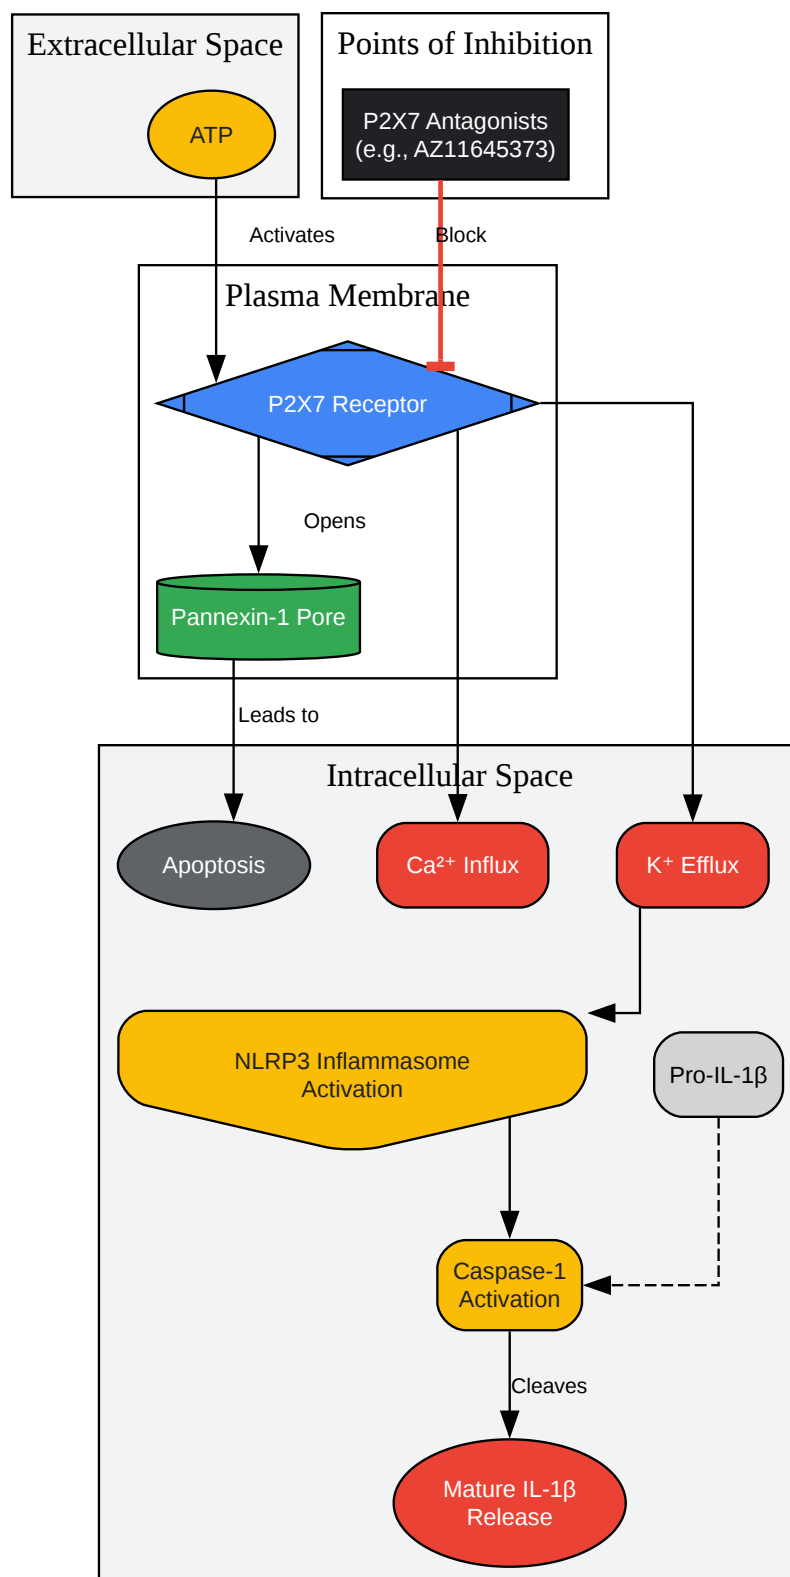 Extracellular Space
Points of Inhibition
ATP
P2X7 Antagonists
(e.g., AZ11645373)
Activates
Block
Plasma Membrane
P2X7 Receptor
Opens
Pannexin-1 Pore
Leads to
Intracellular Space
Apoptosis
Ca²⁺ Influx
K⁺ Efflux
NLRP3 Inflammasome
Activation
Pro-IL-1β
Caspase-1
Activation
Cleaves
Mature IL-1β
Release